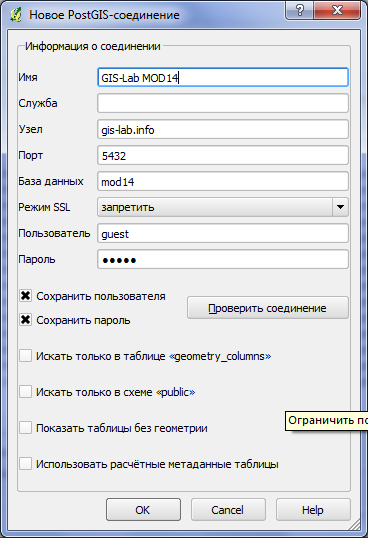 Новое PostGIS-соединение
Информация о соединении
Имя GIS-Lab MOD14
Служба
Узел gis-lab.info
Порт 5432
База данных mod14
Режим SSL запретить
Пользователь guest
Пароль •••••
Сохранить пользователя
Проверить соединение
Сохранить пароль
Искать только в таблице «geometry_columns»
Искать только в схеме «public»
Ограничить по
Показать таблицы без геометрии
Использовать расчётные метаданные таблицы
OK Cancel Help